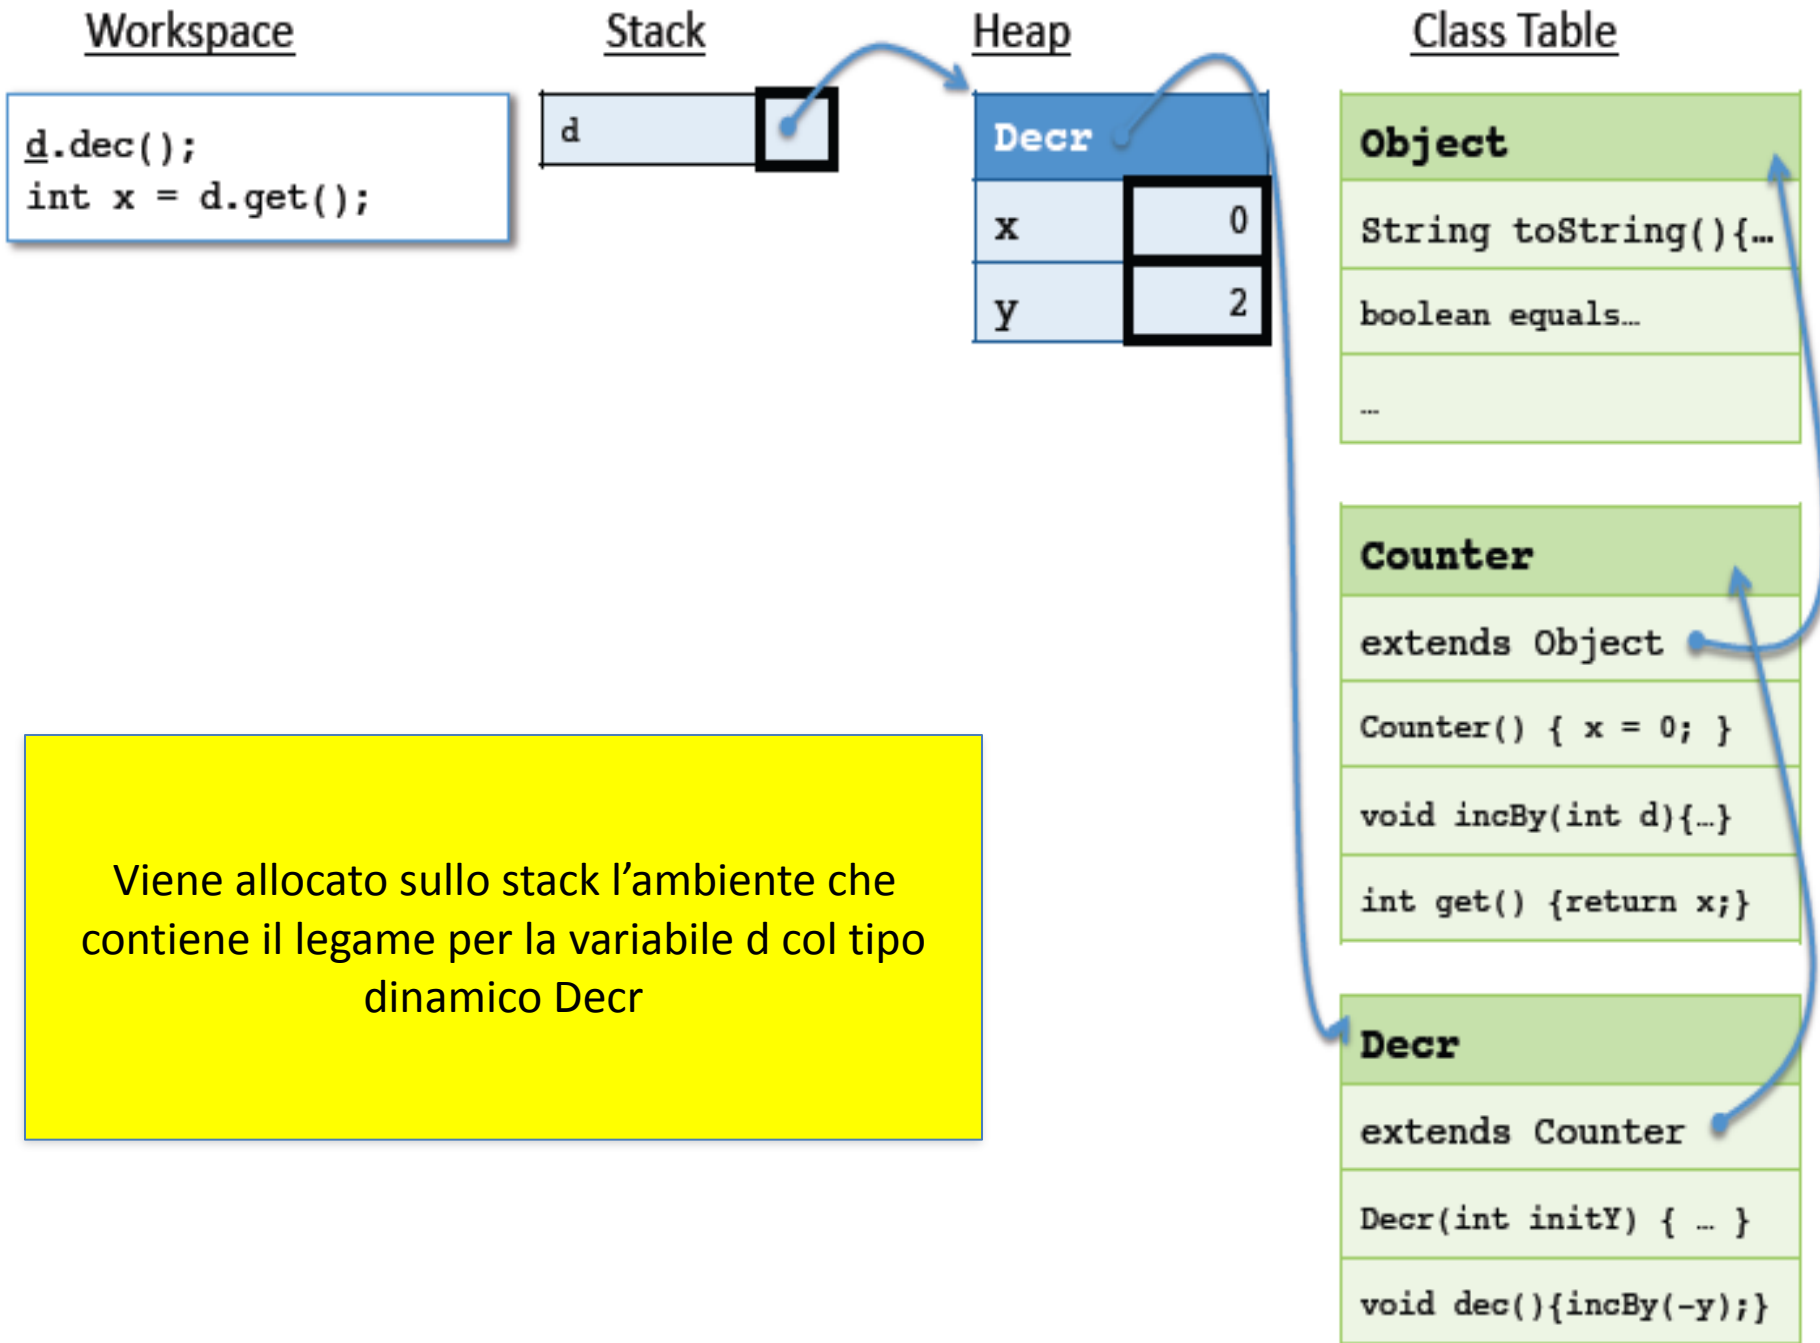 Workspace
Stack
Heap
Class Table
d.dec();
int x = d.get();
d
Decr
x 0
y 2
Object
String toString(){…
boolean equals…
…
Counter
extends Object
Counter() { x = 0; }
void incBy(int d){…}
int get() {return x;}
Decr
extends Counter
Decr(int initY) { … }
void dec(){incBy(-y);}
Viene allocato sullo stack l’ambiente che
contiene il legame per la variabile d col tipo
dinamico Decr